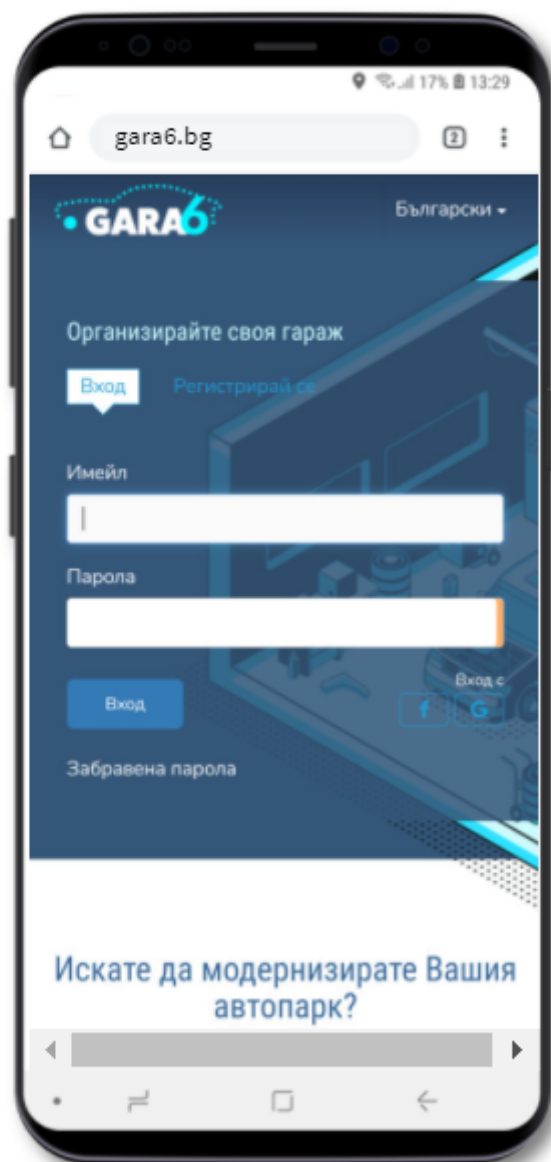 17% 13:29
gara6.bg
2
GARA6
Български
Организирайте своя гараж
Вход
Регистрирай се
Имейл
Парола
Вход с
Вход
f G
Забравена парола
Искате да модернизирате Вашия
автопарк?